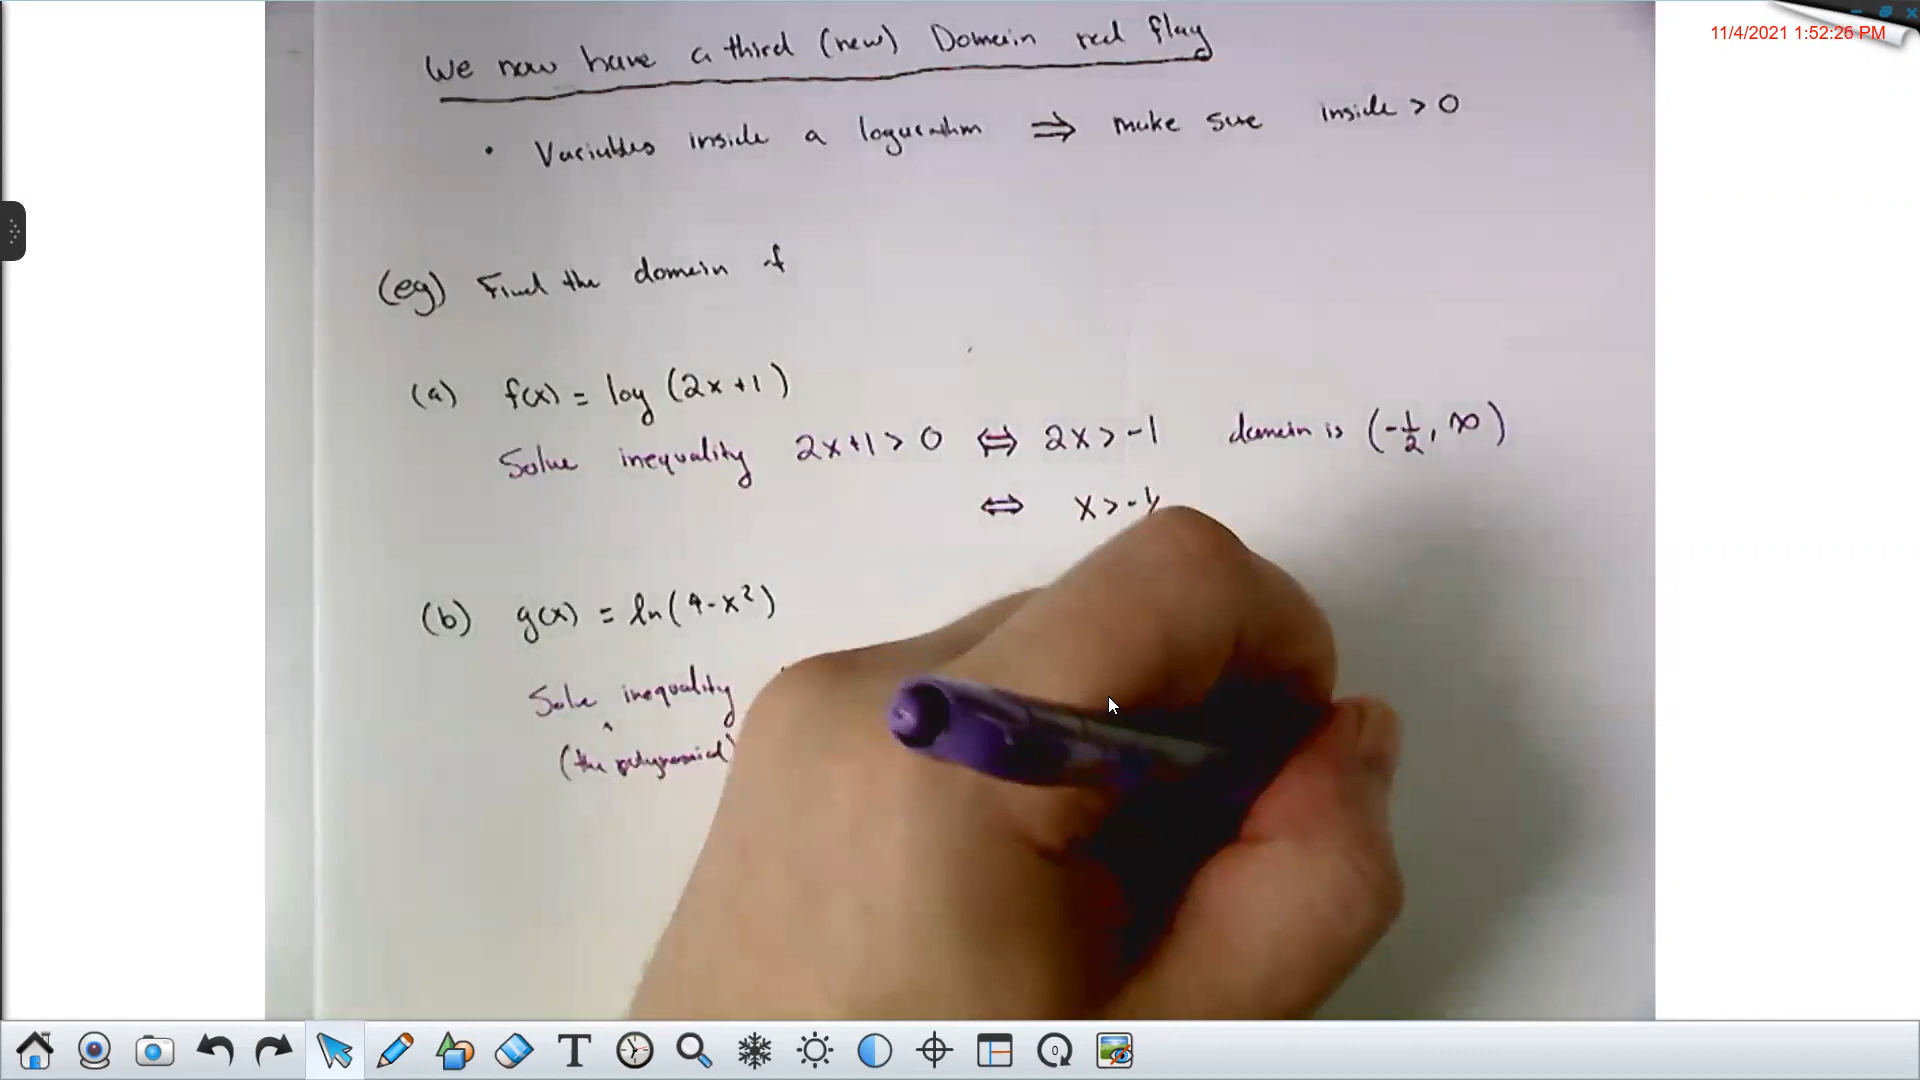 11/4/2021 1:52:26 PM
We now have a third (new) Domain red flag
• Variables inside a logarithm ⇒ make sure inside > 0
(eg) Find the domain of
(a) f(x) = log (2x+1)
Solve inequality 2x+1 > 0 ⇔ 2x > -1 domain is (-1/2, ∞)
⇔ x > -1/
(b) g(x) = ln(4-x²)
Solve inequality
^
(the polynomial)
T
0